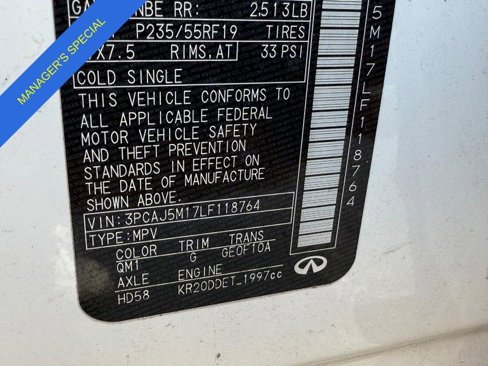 MANAGER'S SPECIAL
RR: 2513LB
P235/55RF19 TIRES
X7.5 RIMS,AT 33 PSI
COLD SINGLE
THIS VEHICLE CONFORMS TO
ALL APPLICABLE FEDERAL
MOTOR VEHICLE SAFETY
AND THEFT PREVENTION
STANDARDS IN EFFECT ON
THE DATE OF MANUFACTURE
SHOWN ABOVE.
VIN: 3PCAJ5M17LF118764
TYPE: MPV
COLOR TRIM TRANS
QM1 G GE0F10A
AXLE ENGINE
HD58 KR20DDET_1997cc
5M17LF118764